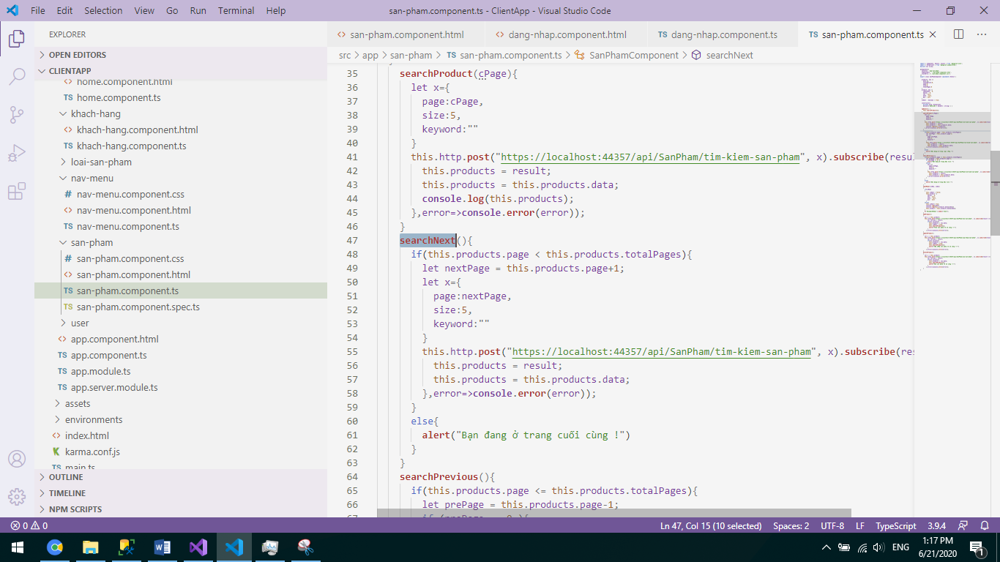 File Edit Selection View Go Run Terminal Help san-pham.component.ts - ClientApp - Visual Studio Code
EXPLORER
OPEN EDITORS
CLIENTAPP
home.component.html
TS home.component.ts
khach-hang
khach-hang.component.html
TS khach-hang.component.ts
loai-san-pham
nav-menu
# nav-menu.component.css
nav-menu.component.html
TS nav-menu.component.ts
san-pham
# san-pham.component.css
san-pham.component.html
TS san-pham.component.ts
TS san-pham.component.spec.ts
user
app.component.html
TS app.component.ts
TS app.module.ts
TS app.server.module.ts
assets
environments
index.html
karma.conf.js
TS main.ts
OUTLINE
TIMELINE
NPM SCRIPTS
san-pham.component.html dang-nhap.component.html TS dang-nhap.component.ts TS san-pham.component.ts
src > app > san-pham > TS san-pham.component.ts > SanPhamComponent > searchNext
35 searchProduct(cPage){
36 let x={
37 page:cPage,
38 size:5,
39 keyword:""
40 }
41 this.http.post("https://localhost:44357/api/SanPham/tim-kiem-san-pham", x).subscribe(resu
42 this.products = result;
43 this.products = this.products.data;
44 console.log(this.products);
45 },error=>console.error(error));
46 }
47 searchNext(){
48 if(this.products.page < this.products.totalPages){
49 let nextPage = this.products.page+1;
50 let x={
51 page:nextPage,
52 size:5,
53 keyword:""
54 }
55 this.http.post("https://localhost:44357/api/SanPham/tim-kiem-san-pham", x).subscribe(res
56 this.products = result;
57 this.products = this.products.data;
58 },error=>console.error(error));
59 }
60 else{
61 alert("Bạn đang ở trang cuối cùng !")
62 }
63 }
64 searchPrevious(){
65 if(this.products.page <= this.products.totalPages){
66 let prePage = this.products.page-1;
0 0 Ln 47, Col 15 (10 selected) Spaces: 2 UTF-8 LF TypeScript 3.9.4
ENG 1:17 PM
6/21/2020
1